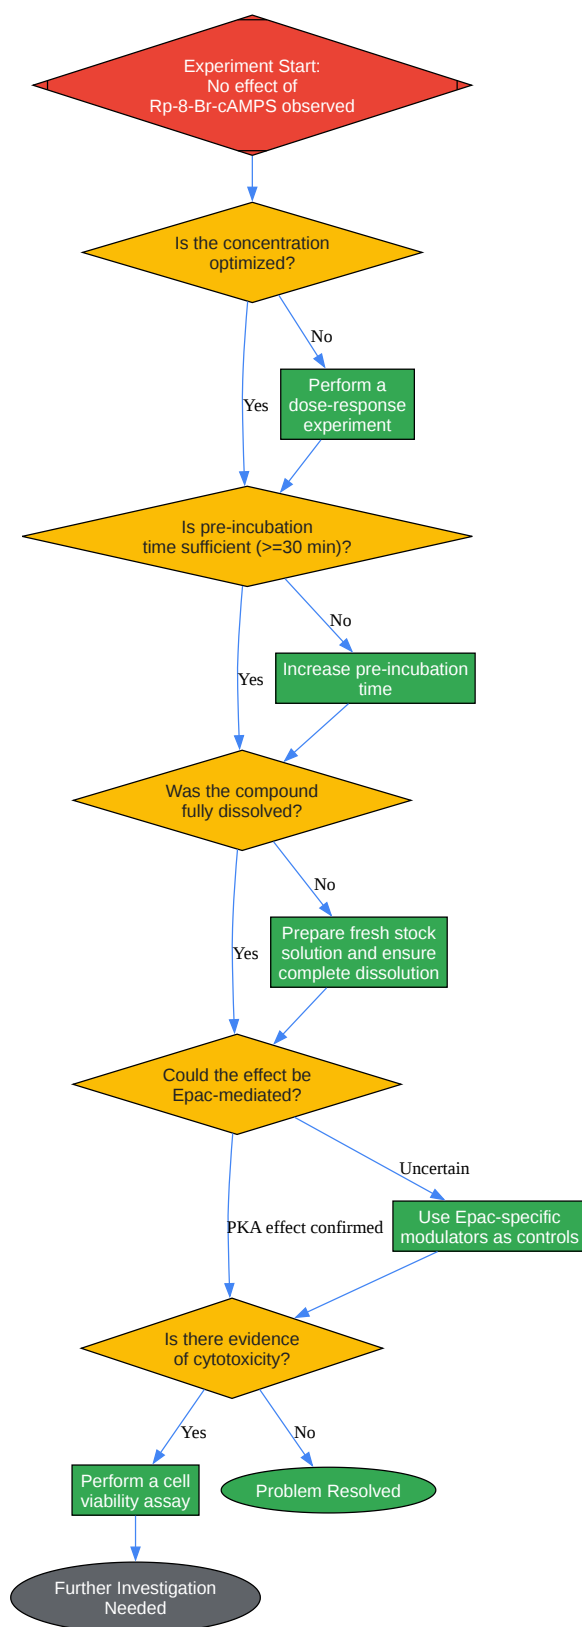 Experiment Start:
No effect of
Rp-8-Br-cAMPS observed
Is the concentration
optimized?
No
Perform a
dose-response
experiment
Yes
Is pre-incubation
time sufficient (>=30 min)?
No
Increase pre-incubation
time
Yes
Was the compound
fully dissolved?
No
Prepare fresh stock
solution and ensure
complete dissolution
Yes
Could the effect be
Epac-mediated?
Uncertain
Use Epac-specific
modulators as controls
PKA effect confirmed
Is there evidence
of cytotoxicity?
Yes
No
Perform a cell
viability assay
Problem Resolved
Further Investigation
Needed